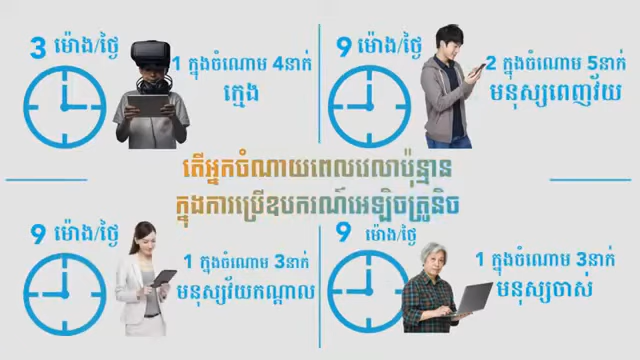 3 ម៉ោង/ថ្ងៃ
1 ក្នុងចំណោម 4នាក់
ក្មេង
9 ម៉ោង/ថ្ងៃ
2 ក្នុងចំណោម 5នាក់
មនុស្សពេញវ័យ
តើអ្នកចំណាយពេលវេលាប៉ុន្មាន
ក្នុងការប្រើឧបករណ៍អេឡិចត្រូនិច
9 ម៉ោង/ថ្ងៃ
1 ក្នុងចំណោម 3នាក់
មនុស្សវ័យកណ្តាល
9 ម៉ោង/ថ្ងៃ
1 ក្នុងចំណោម 3នាក់
មនុស្សចាស់